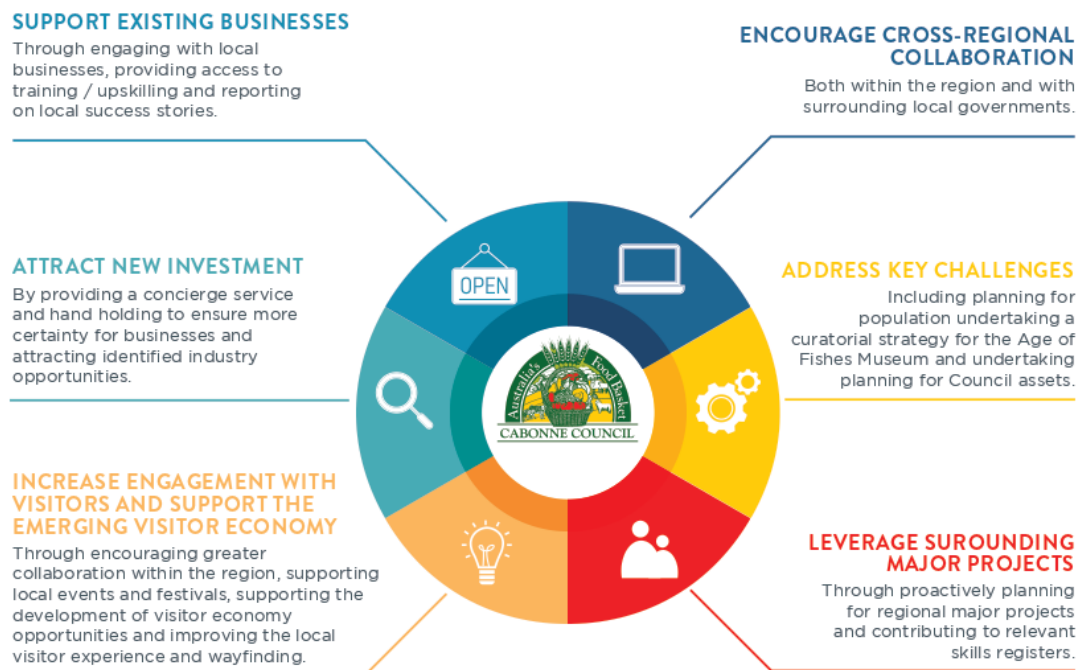 SUPPORT EXISTING BUSINESSES
Through engaging with local
businesses, providing access to
training / upskilling and reporting
on local success stories.
ENCOURAGE CROSS-REGIONAL
COLLABORATION
Both within the region and with
surrounding local governments.
ATTRACT NEW INVESTMENT
By providing a concierge service
and hand holding to ensure more
certainty for businesses and
attracting identified industry
opportunities.
OPEN
ADDRESS KEY CHALLENGES
Including planning for
population undertaking a
curatorial strategy for the Age of
Fishes Museum and undertaking
planning for Council assets.
Australia's Food Basket
CABONNE COUNCIL
INCREASE ENGAGEMENT WITH
VISITORS AND SUPPORT THE
EMERGING VISITOR ECONOMY
Through encouraging greater
collaboration within the region, supporting
local events and festivals, supporting the
development of visitor economy
opportunities and improving the local
visitor experience and wayfinding.
LEVERAGE SUROUNDING
MAJOR PROJECTS
Through proactively planning
for regional major projects
and contributing to relevant
skills registers.